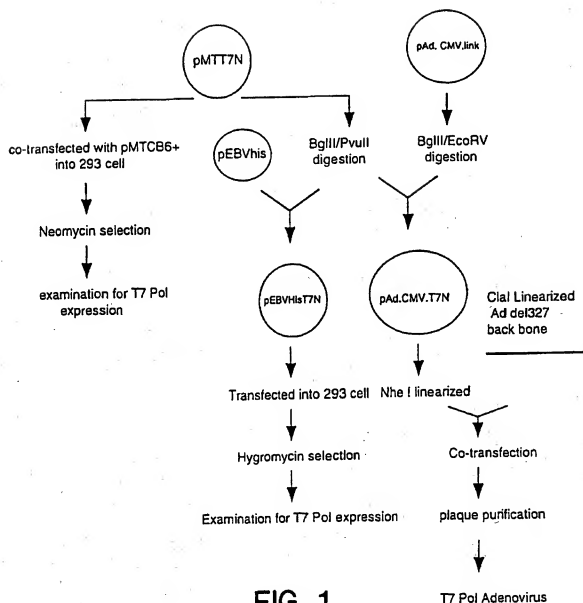 pMTT7N
pAd. CMV.link
co-transfected with pMTCB6+
into 293 cell
pEBVhis
BglII/PvuII
digestion
BglII/EcoRV
digestion
Neomycin selection
examination for T7 Pol
expression
pEBVHisT7N
pAd.CMV.T7N
ClaI Linearized
Ad del327
back bone
Transfected into 293 cell
Nhe I linearized
Hygromycin selection
Co-transfection
Examination for T7 Pol expression
plaque purification
FIG. 1
T7 Pol Adenovirus